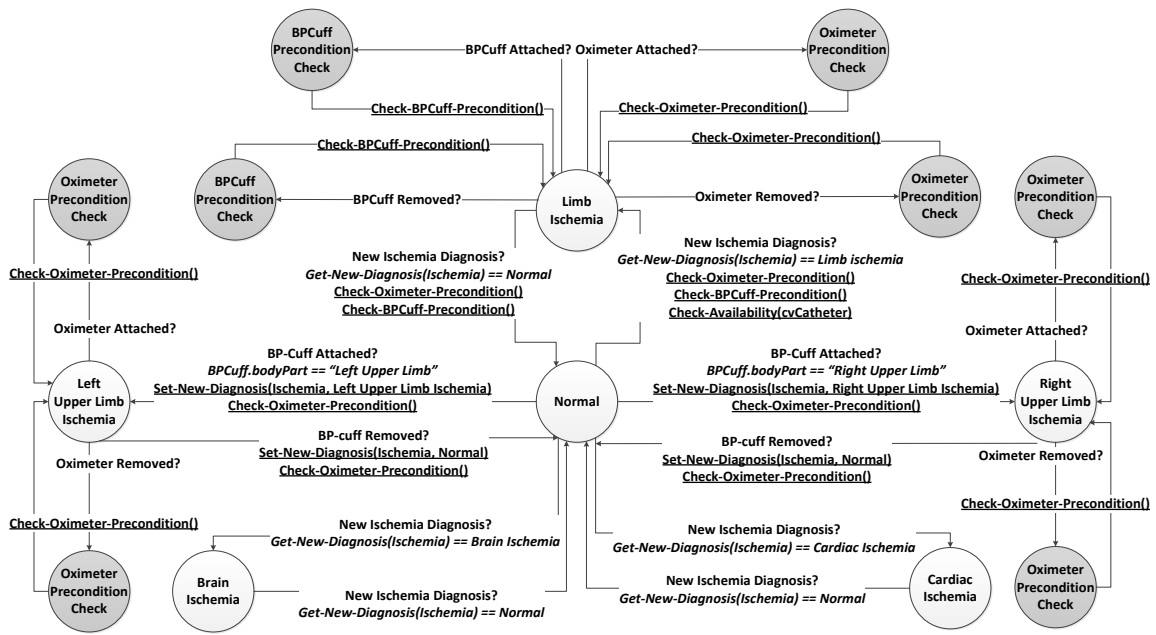 BPCuff
Precondition
Check
BPCuff Attached? Oximeter Attached?
Oximeter
Precondition
Check
Check-BPCuff-Precondition()
Check-Oximeter-Precondition()
Check-BPCuff-Precondition()
Check-Oximeter-Precondition()
Oximeter
Precondition
Check
BPCuff
Precondition
Check
BPCuff Removed?
Limb
Ischemia
Oximeter Removed?
Oximeter
Precondition
Check
Oximeter
Precondition
Check
New Ischemia Diagnosis?
Get-New-Diagnosis(Ischemia) == Normal
Check-Oximeter-Precondition()
Check-BPCuff-Precondition()
New Ischemia Diagnosis?
Get-New-Diagnosis(Ischemia) == Limb ischemia
Check-Oximeter-Precondition()
Check-BPCuff-Precondition()
Check-Availability(cvCatheter)
Check-Oximeter-Precondition()
Check-Oximeter-Precondition()
Oximeter Attached?
Oximeter Attached?
Left
Upper Limb
Ischemia
BP-Cuff Attached?
BPCuff.bodyPart == “Left Upper Limb”
Set-New-Diagnosis(Ischemia, Left Upper Limb Ischemia)
Check-Oximeter-Precondition()
Normal
BP-Cuff Attached?
BPCuff.bodyPart == “Right Upper Limb”
Set-New-Diagnosis(Ischemia, Right Upper Limb Ischemia)
Check-Oximeter-Precondition()
Right
Upper Limb
Ischemia
BP-cuff Removed?
Set-New-Diagnosis(Ischemia, Normal)
Check-Oximeter-Precondition()
BP-cuff Removed?
Set-New-Diagnosis(Ischemia, Normal)
Check-Oximeter-Precondition()
Oximeter Removed?
Oximeter Removed?
Check-Oximeter-Precondition()
Check-Oximeter-Precondition()
New Ischemia Diagnosis?
Get-New-Diagnosis(Ischemia) == Brain Ischemia
New Ischemia Diagnosis?
Get-New-Diagnosis(Ischemia) == Cardiac Ischemia
Oximeter
Precondition
Check
Brain
Ischemia
New Ischemia Diagnosis?
Get-New-Diagnosis(Ischemia) == Normal
New Ischemia Diagnosis?
Get-New-Diagnosis(Ischemia) == Normal
Cardiac
Ischemia
Oximeter
Precondition
Check